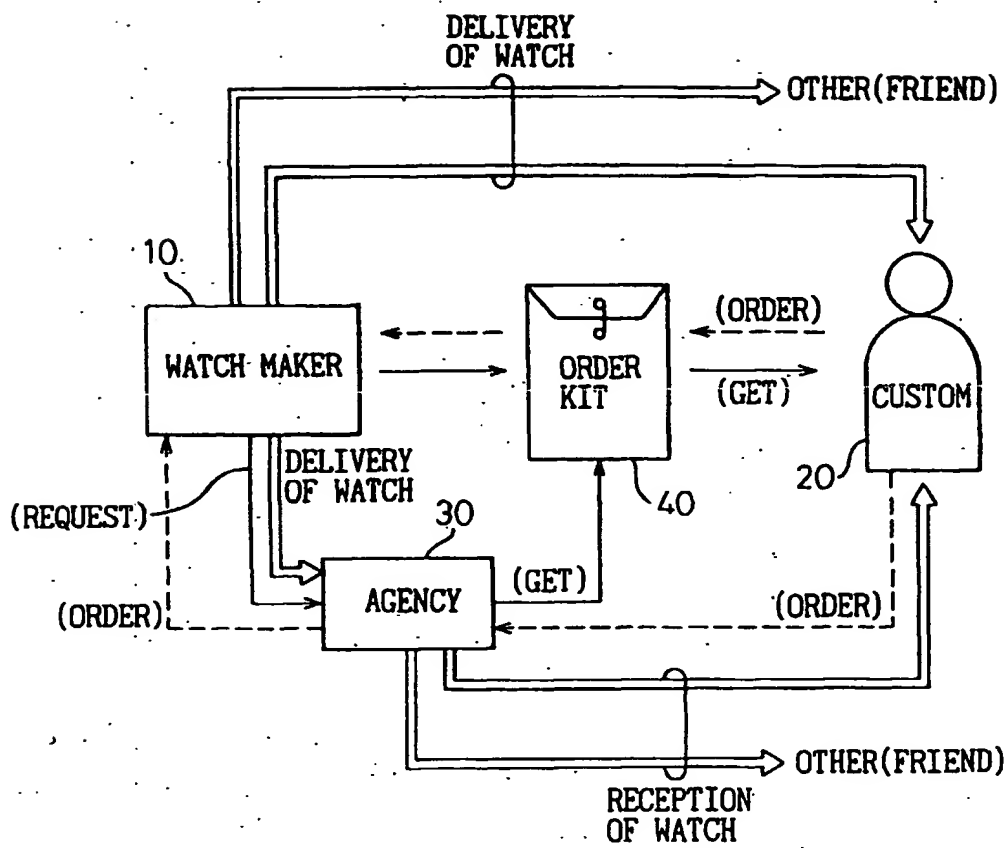 DELIVERY
OF WATCH
OTHER(FRIEND)
10
WATCH MAKER
ORDER
KIT
40
(ORDER)
(GET)
CUSTOM
20
DELIVERY
OF WATCH
(REQUEST)
30
AGENCY
(GET)
(ORDER)
(ORDER)
OTHER(FRIEND)
RECEPTION
OF WATCH